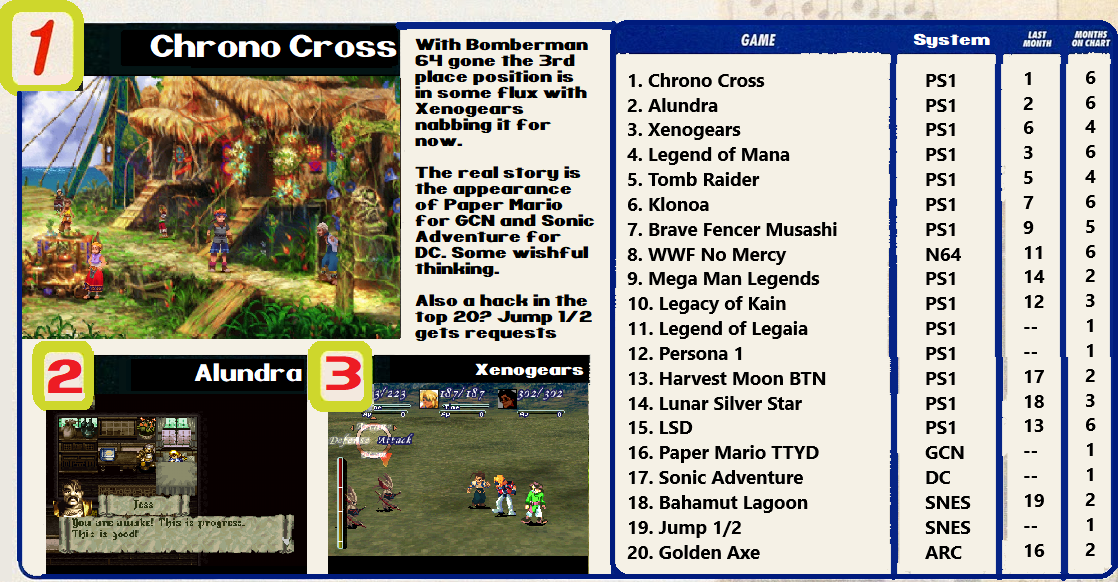 1
Chrono Cross
With Bomberman
64 gone the 3rd
place position is
in some flux with
Xenogears
nabbing it for
now.
The real story is
the appearance
of Paper Mario
for GCN and Sonic
Adventure for
DC. Some wishful
thinking.
Also a hack in the
top 20? Jump 1/2
gets requests
2
Alundra
Jess
You are awake! This is progress.
This is good!
3
Xenogears
3/223 187/187 302/302
Defense Attack
GAME System LAST MONTH MONTHS ON CHART
1. Chrono Cross PS1 1 6
2. Alundra PS1 2 6
3. Xenogears PS1 6 4
4. Legend of Mana PS1 3 6
5. Tomb Raider PS1 5 4
6. Klonoa PS1 7 6
7. Brave Fencer Musashi PS1 9 5
8. WWF No Mercy N64 11 6
9. Mega Man Legends PS1 14 2
10. Legacy of Kain PS1 12 3
11. Legend of Legaia PS1 -- 1
12. Persona 1 PS1 -- 1
13. Harvest Moon BTN PS1 17 2
14. Lunar Silver Star PS1 18 3
15. LSD PS1 13 6
16. Paper Mario TTYD GCN -- 1
17. Sonic Adventure DC -- 1
18. Bahamut Lagoon SNES 19 2
19. Jump 1/2 SNES -- 1
20. Golden Axe ARC 16 2